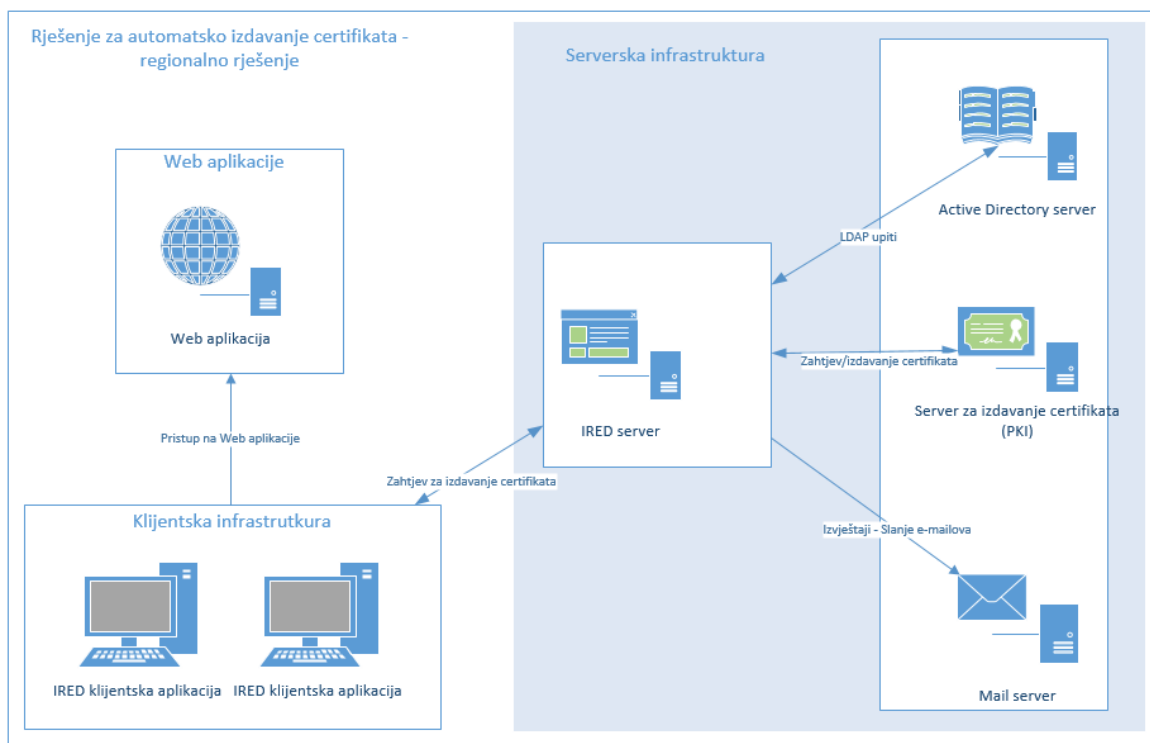 Rješenje za automatsko izdavanje certifikata -
regionalno rješenje
Serverska infrastruktura
Web aplikacije
Web aplikacija
Active Directory server
LDAP upiti
IRED server
Zahtjev/izdavanje certifikata
Server za izdavanje certifikata
(PKI)
Pristup na Web aplikacije
Zahtjev za izdavanje certifikata
Izvještaji - Slanje e-mailova
Klijentska infrastrutkura
IRED klijentska aplikacija
IRED klijentska aplikacija
Mail server